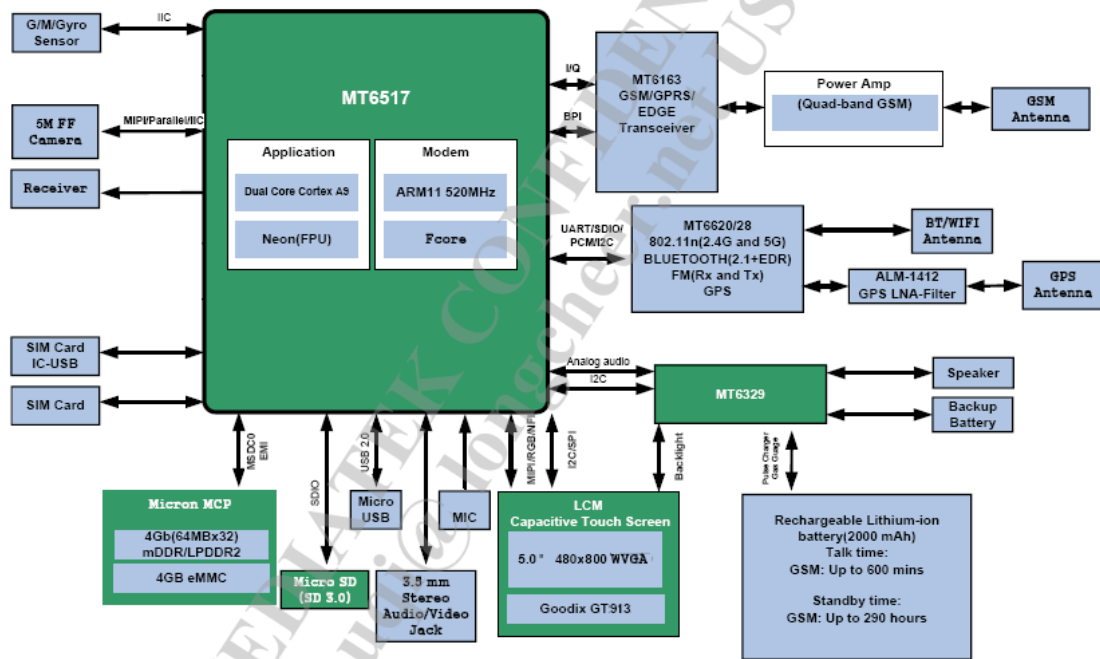 G/M/Gyro
Sensor
IIC
5M FF
Camera
MIPI/Parallel/IIC
Receiver
SIM Card
IC-USB
SIM Card
MT6517
Application
Dual Core Cortex A9
Neon(FPU)
Modem
ARM11 520MHz
Fcore
I/Q
BPI
MT6163
GSM/GPRS/
EDGE
Transceiver
Power Amp
(Quad-band GSM)
GSM
Antenna
UART/SDIO/
PCM/I2C
MT6620/28
802.11n(2.4G and 5G)
BLUETOOTH(2.1+EDR)
FM(Rx and Tx)
GPS
BT/WIFI
Antenna
ALM-1412
GPS LNA-Filter
GPS
Antenna
Analog audio
I2C
MT6329
Speaker
Backup
Battery
MSDC0
EMI
SDIO
USB 2.0
MIPI/RGB/NFI
I2C/SPI
Backlight
Pulse Charger
Gas Guage
Micron MCP
4Gb(64MBx32)
mDDR/LPDDR2
4GB eMMC
Micro SD
(SD 3.0)
Micro
USB
3.5 mm
Stereo
Audio/Video
Jack
MIC
LCM
Capacitive Touch Screen
5.0" 480x800 WVGA
Goodix GT913
Rechargeable Lithium-ion
battery(2000 mAh)
Talk time:
GSM: Up to 600 mins
Standby time:
GSM: Up to 290 hours
MEDIATEK CONFIDEN
@longcheer.net US